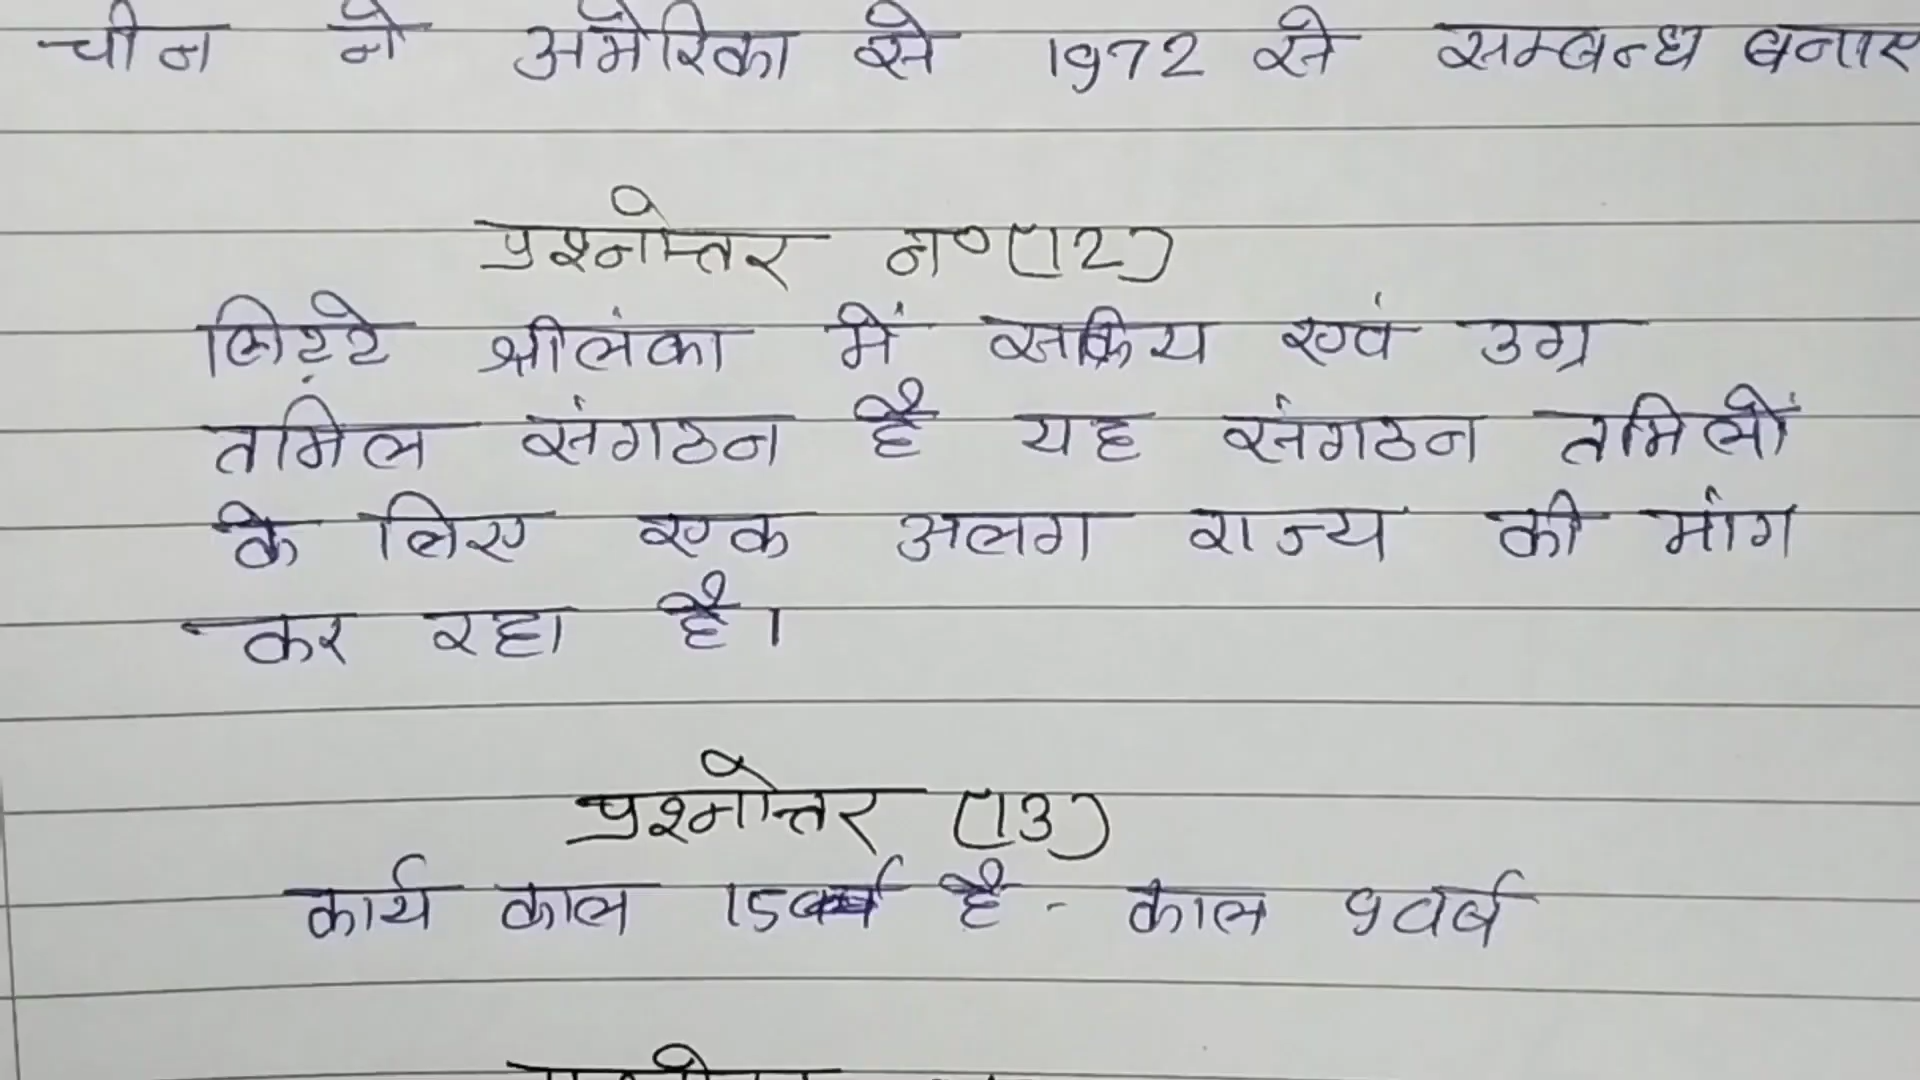 चीन ने अमेरिका से 1972 से सम्बन्ध बनाए
प्रश्नोत्तर न॰ (12)
लिट्टे श्रीलंका में सक्रिय एवं उग्र
तमिल संगठन है यह संगठन तमिलों
के लिए एक अलग राज्य की मांग
कर रहा है।
प्रश्नोत्तर (13)
कार्य काल 15 वर्ष है - काल 9 वर्ष